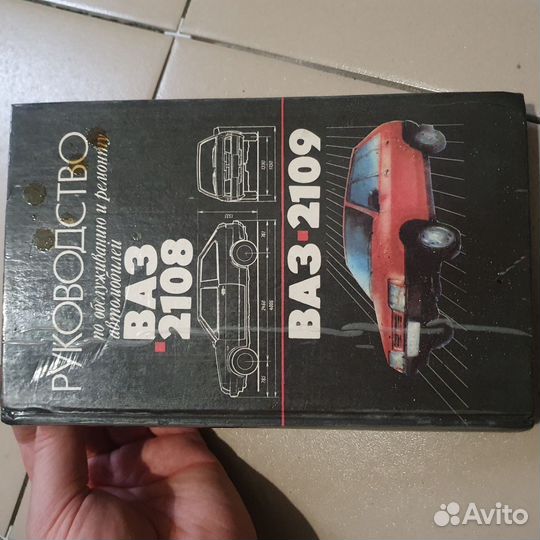 РУКОВОДСТВО
по обслуживанию и ремонту
автомобилей
ВАЗ
▪2108
ВАЗ▪2109
Avito